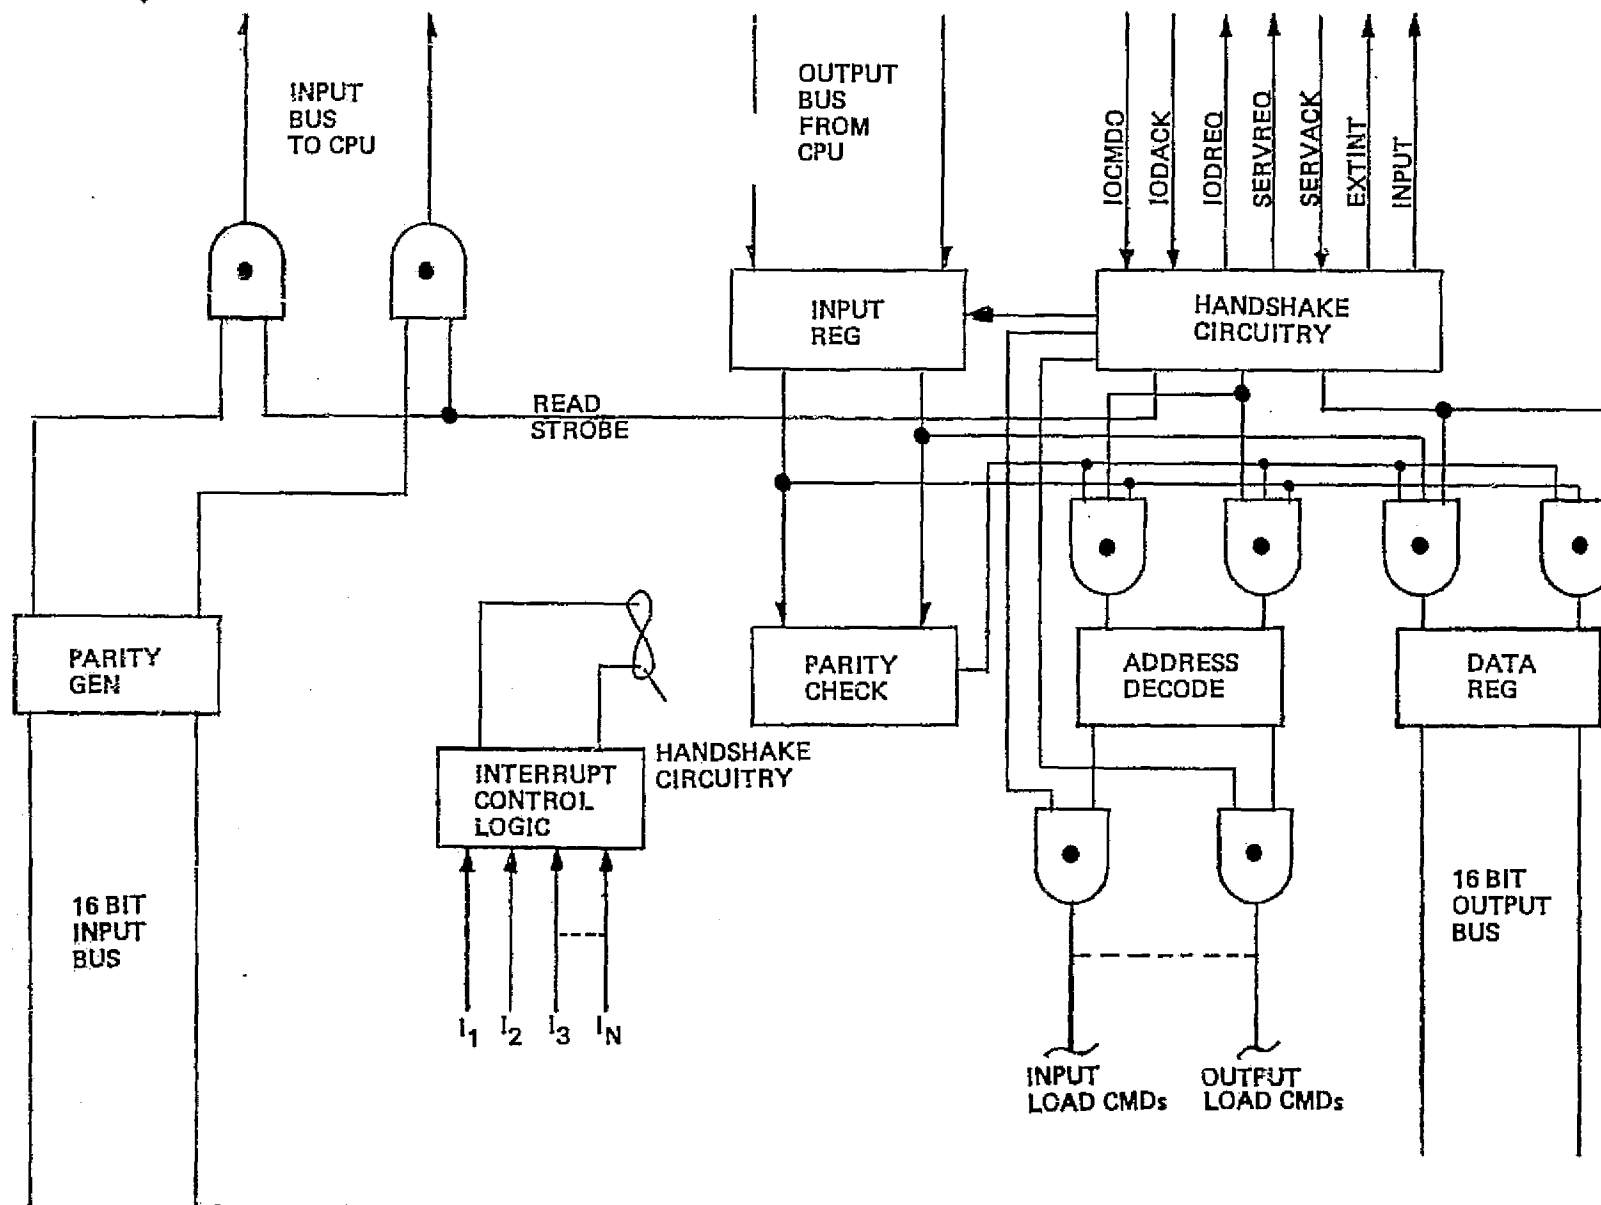 INPUT
BUS
TO CPU
OUTPUT
BUS
FROM
CPU
IOCMDO
IODACK
IODREQ
SERVREQ
SERVACK
EXTINT
INPUT
INPUT
REG
HANDSHAKE
CIRCUITRY
READ
STROBE
PARITY
GEN
PARITY
CHECK
ADDRESS
DECODE
DATA
REG
HANDSHAKE
CIRCUITRY
INTERRUPT
CONTROL
LOGIC
16 BIT
INPUT
BUS
16 BIT
OUTPUT
BUS
I1 I2 I3 IN
INPUT
LOAD CMDs
OUTPUT
LOAD CMDs